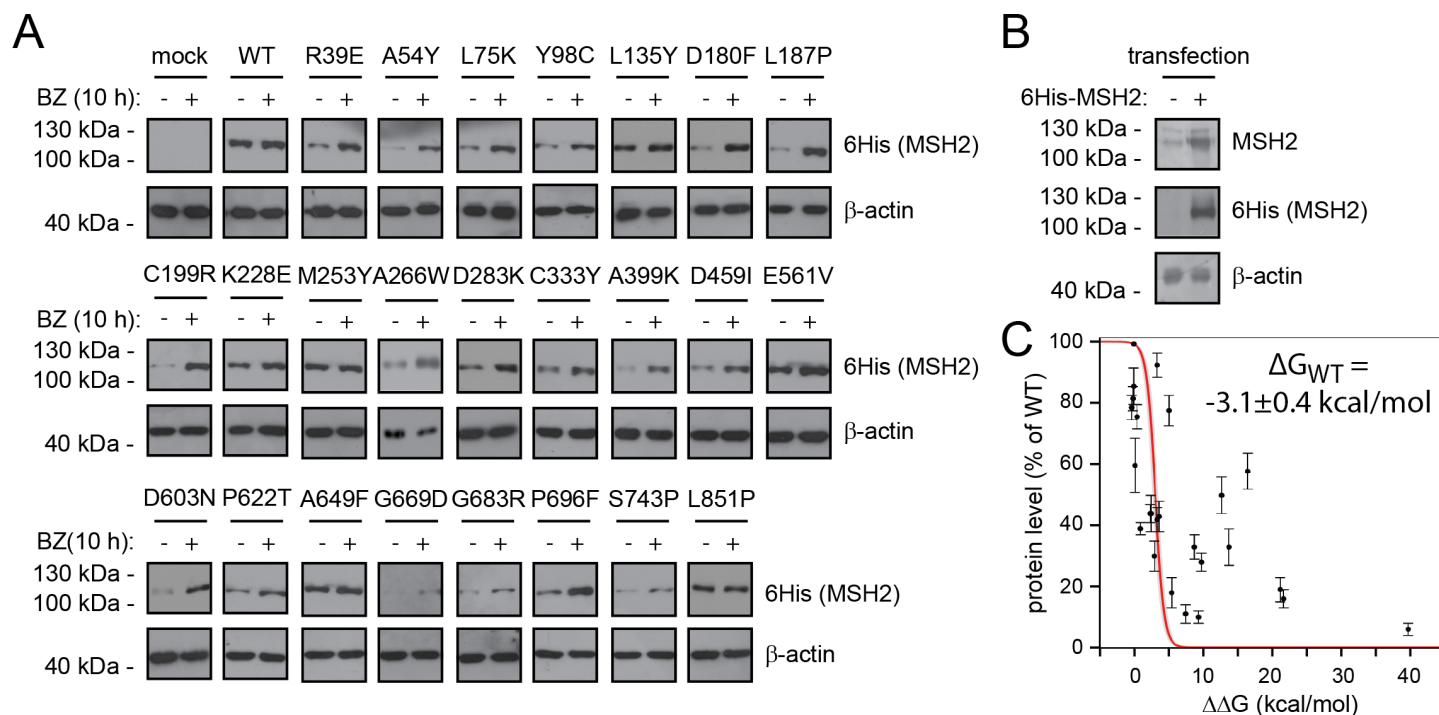 A
mock WT R39E A54Y L75K Y98C L135Y D180F L187P
BZ (10 h): - + - + - + - + - + - + - + - + - +
130 kDa -
100 kDa -
6His (MSH2)
40 kDa -
β-actin
C199R K228E M253Y A266W D283K C333Y A399K D459I E561V
BZ (10 h): - + - + - + - + - + - + - + - + - +
130 kDa -
100 kDa -
6His (MSH2)
40 kDa -
β-actin
D603N P622T A649F G669D G683R P696F S743P L851P
BZ(10 h): - + - + - + - + - + - + - + - +
130 kDa -
100 kDa -
6His (MSH2)
40 kDa -
β-actin
B
transfection
6His-MSH2: - +
130 kDa -
100 kDa -
MSH2
130 kDa -
100 kDa -
6His (MSH2)
40 kDa -
β-actin
C
ΔG_WT =
-3.1±0.4 kcal/mol
protein level (% of WT)
100
80
60
40
20
0
0 10 20 30 40
ΔΔG (kcal/mol)